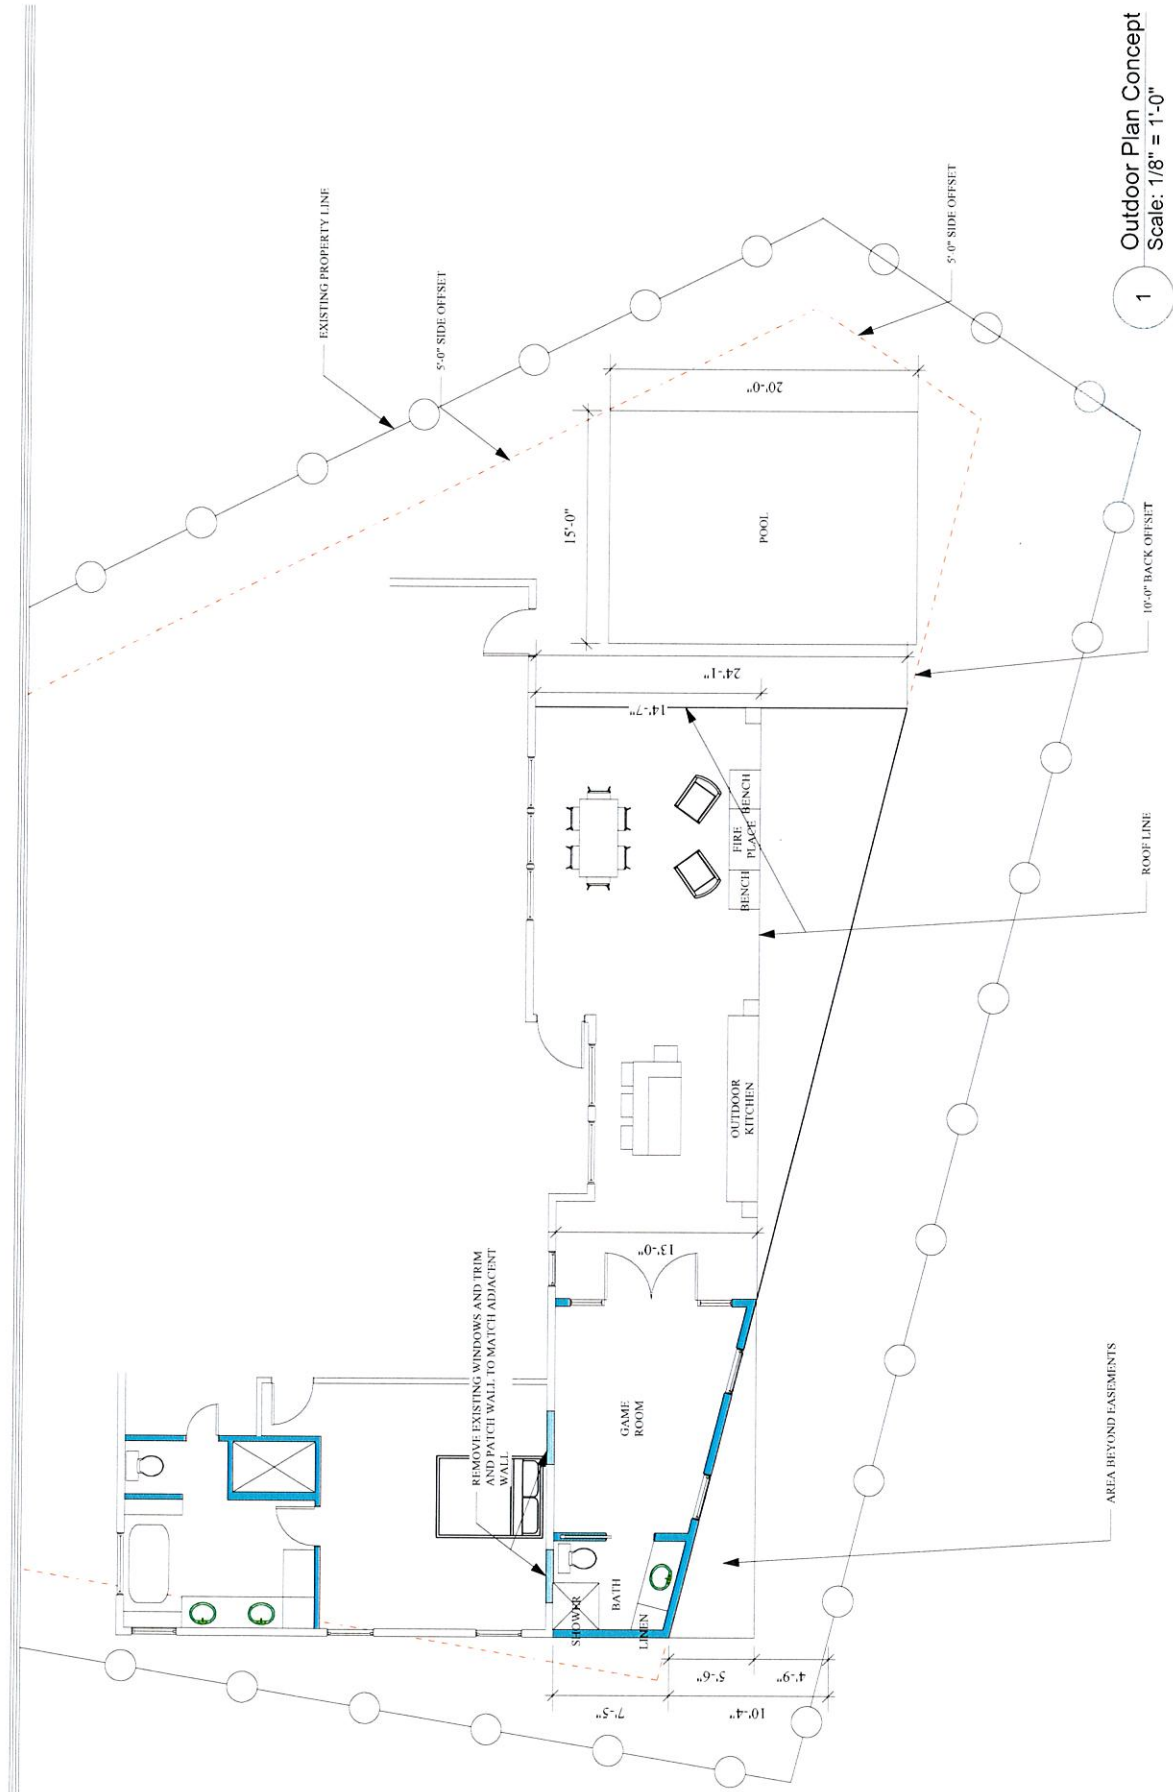 EXISTING PROPERTY LINE
5'-0" SIDE OFFSET
5'-0" SIDE OFFSET
20'-0"
15'-0"
POOL
10'-0" BACK OFFSET
24'-1"
14'-7"
BENCH
FIRE
PLACE
BENCH
ROOF LINE
OUTDOOR
KITCHEN
13'-0"
REMOVE EXISTING WINDOWS AND TRIM
AND PATCH WALL TO MATCH ADJACENT
WALL
GAME
ROOM
AREA BEYOND EASEMENTS
SHOWER
BATH
LINEN
5'-6"
4'-9"
7'-5"
10'-4"
1
Outdoor Plan Concept
Scale: 1/8" = 1'-0"